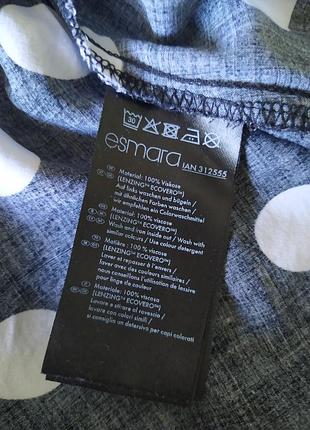 30
esmara
IAN 312555
Material: 100% Viskose
(LENZING™ ECOVERO™)
Auf links waschen und bügeln /
mit ähnlichen Farben waschen /
wir empfehlen ein Colorwaschmittel
Material: 100% viscose
(LENZING™ ECOVERO™)
Wash and iron inside out / Wash with
similar colours / Use colour detergent
Matière : 100% viscose
(LENZING™ ECOVERO™)
Laver et repasser à l'envers /
laver avec des couleurs similaires /
nous conseillons l'utilisation de lessive
pour linge de couleur
Materiale: 100% viscosa
(LENZING™ ECOVERO™)
Lavare e stirare al rovescio /
lavare con colori simili /
si consiglia un detersivo per capi colorati